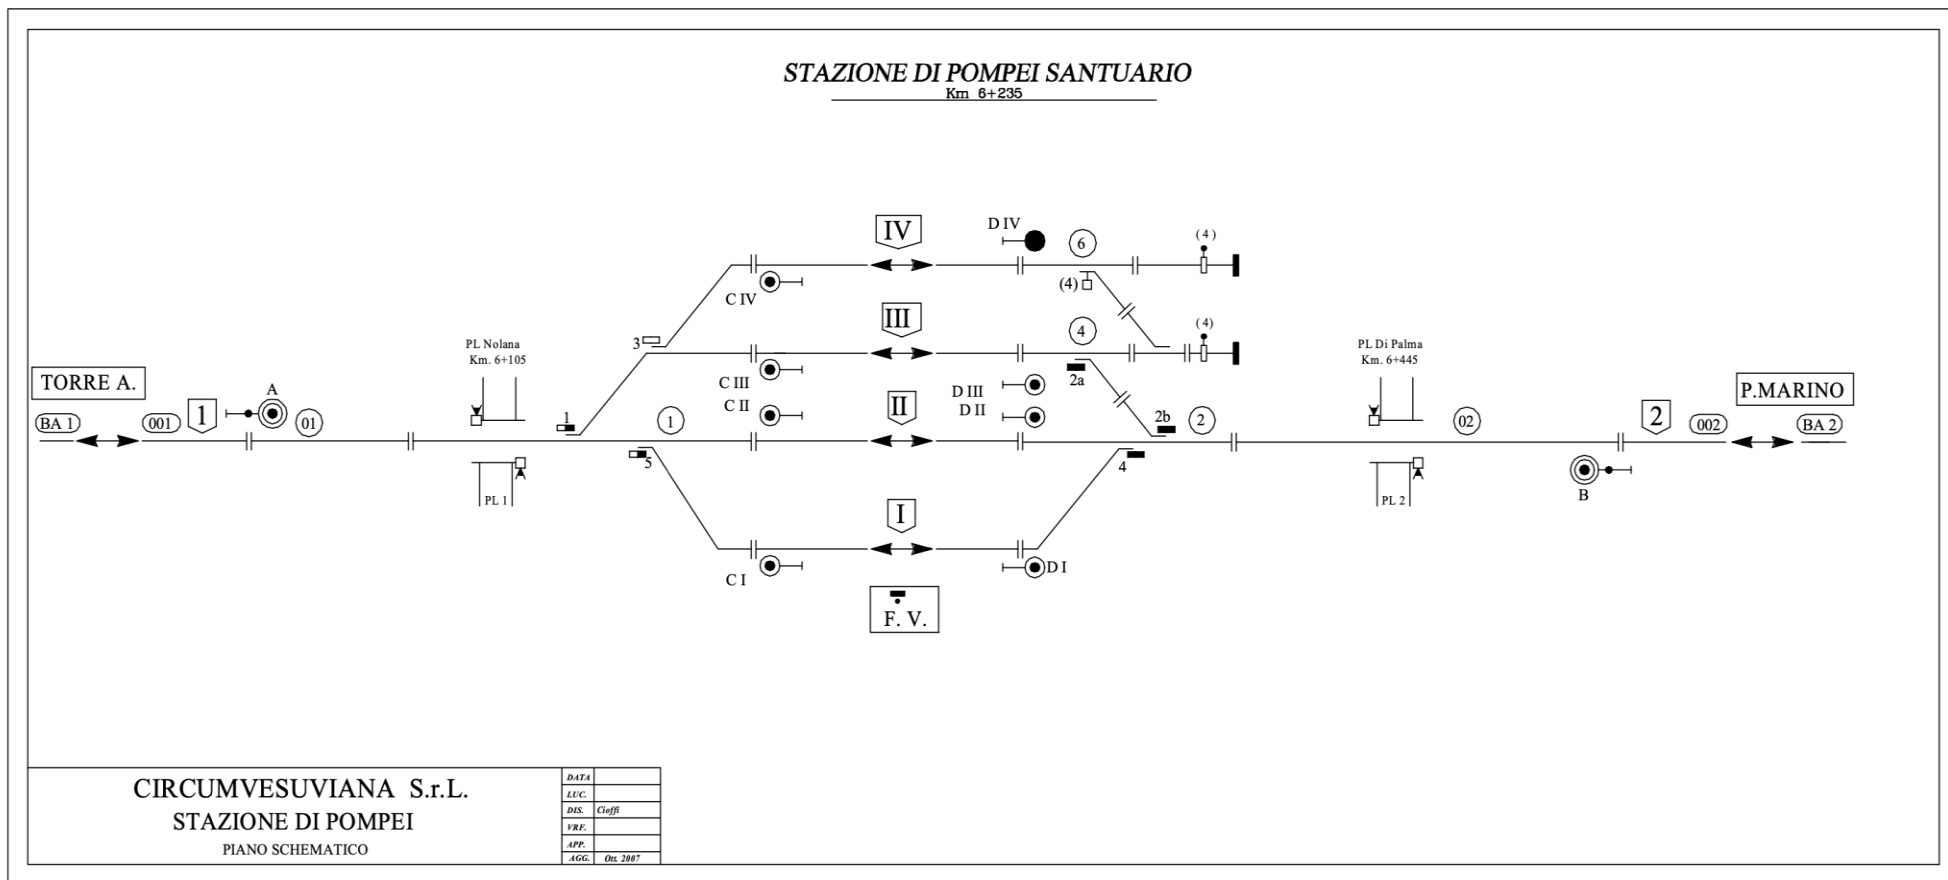 STAZIONE DI POMPEI SANTUARIO
Km 6+235
IV
D IV
6
(4)
C IV
(4)
III
4
(4)
3
PL Nolana
Km. 6+105
PL Di Palma
Km. 6+445
TORRE A.
P.MARINO
C III
D III
2a
A
1
BA 1
001
01
1
1
C II
II
D II
2b
2
02
2
002
BA 2
5
4
PL 1
PL 2
B
I
C I
D I
F. V.
CIRCUMVESUVIANA S.r.L.
STAZIONE DI POMPEI
PIANO SCHEMATICO
DATA
LUC.
DIS. Cioffi
VRF.
APP.
AGG. Ott. 2007